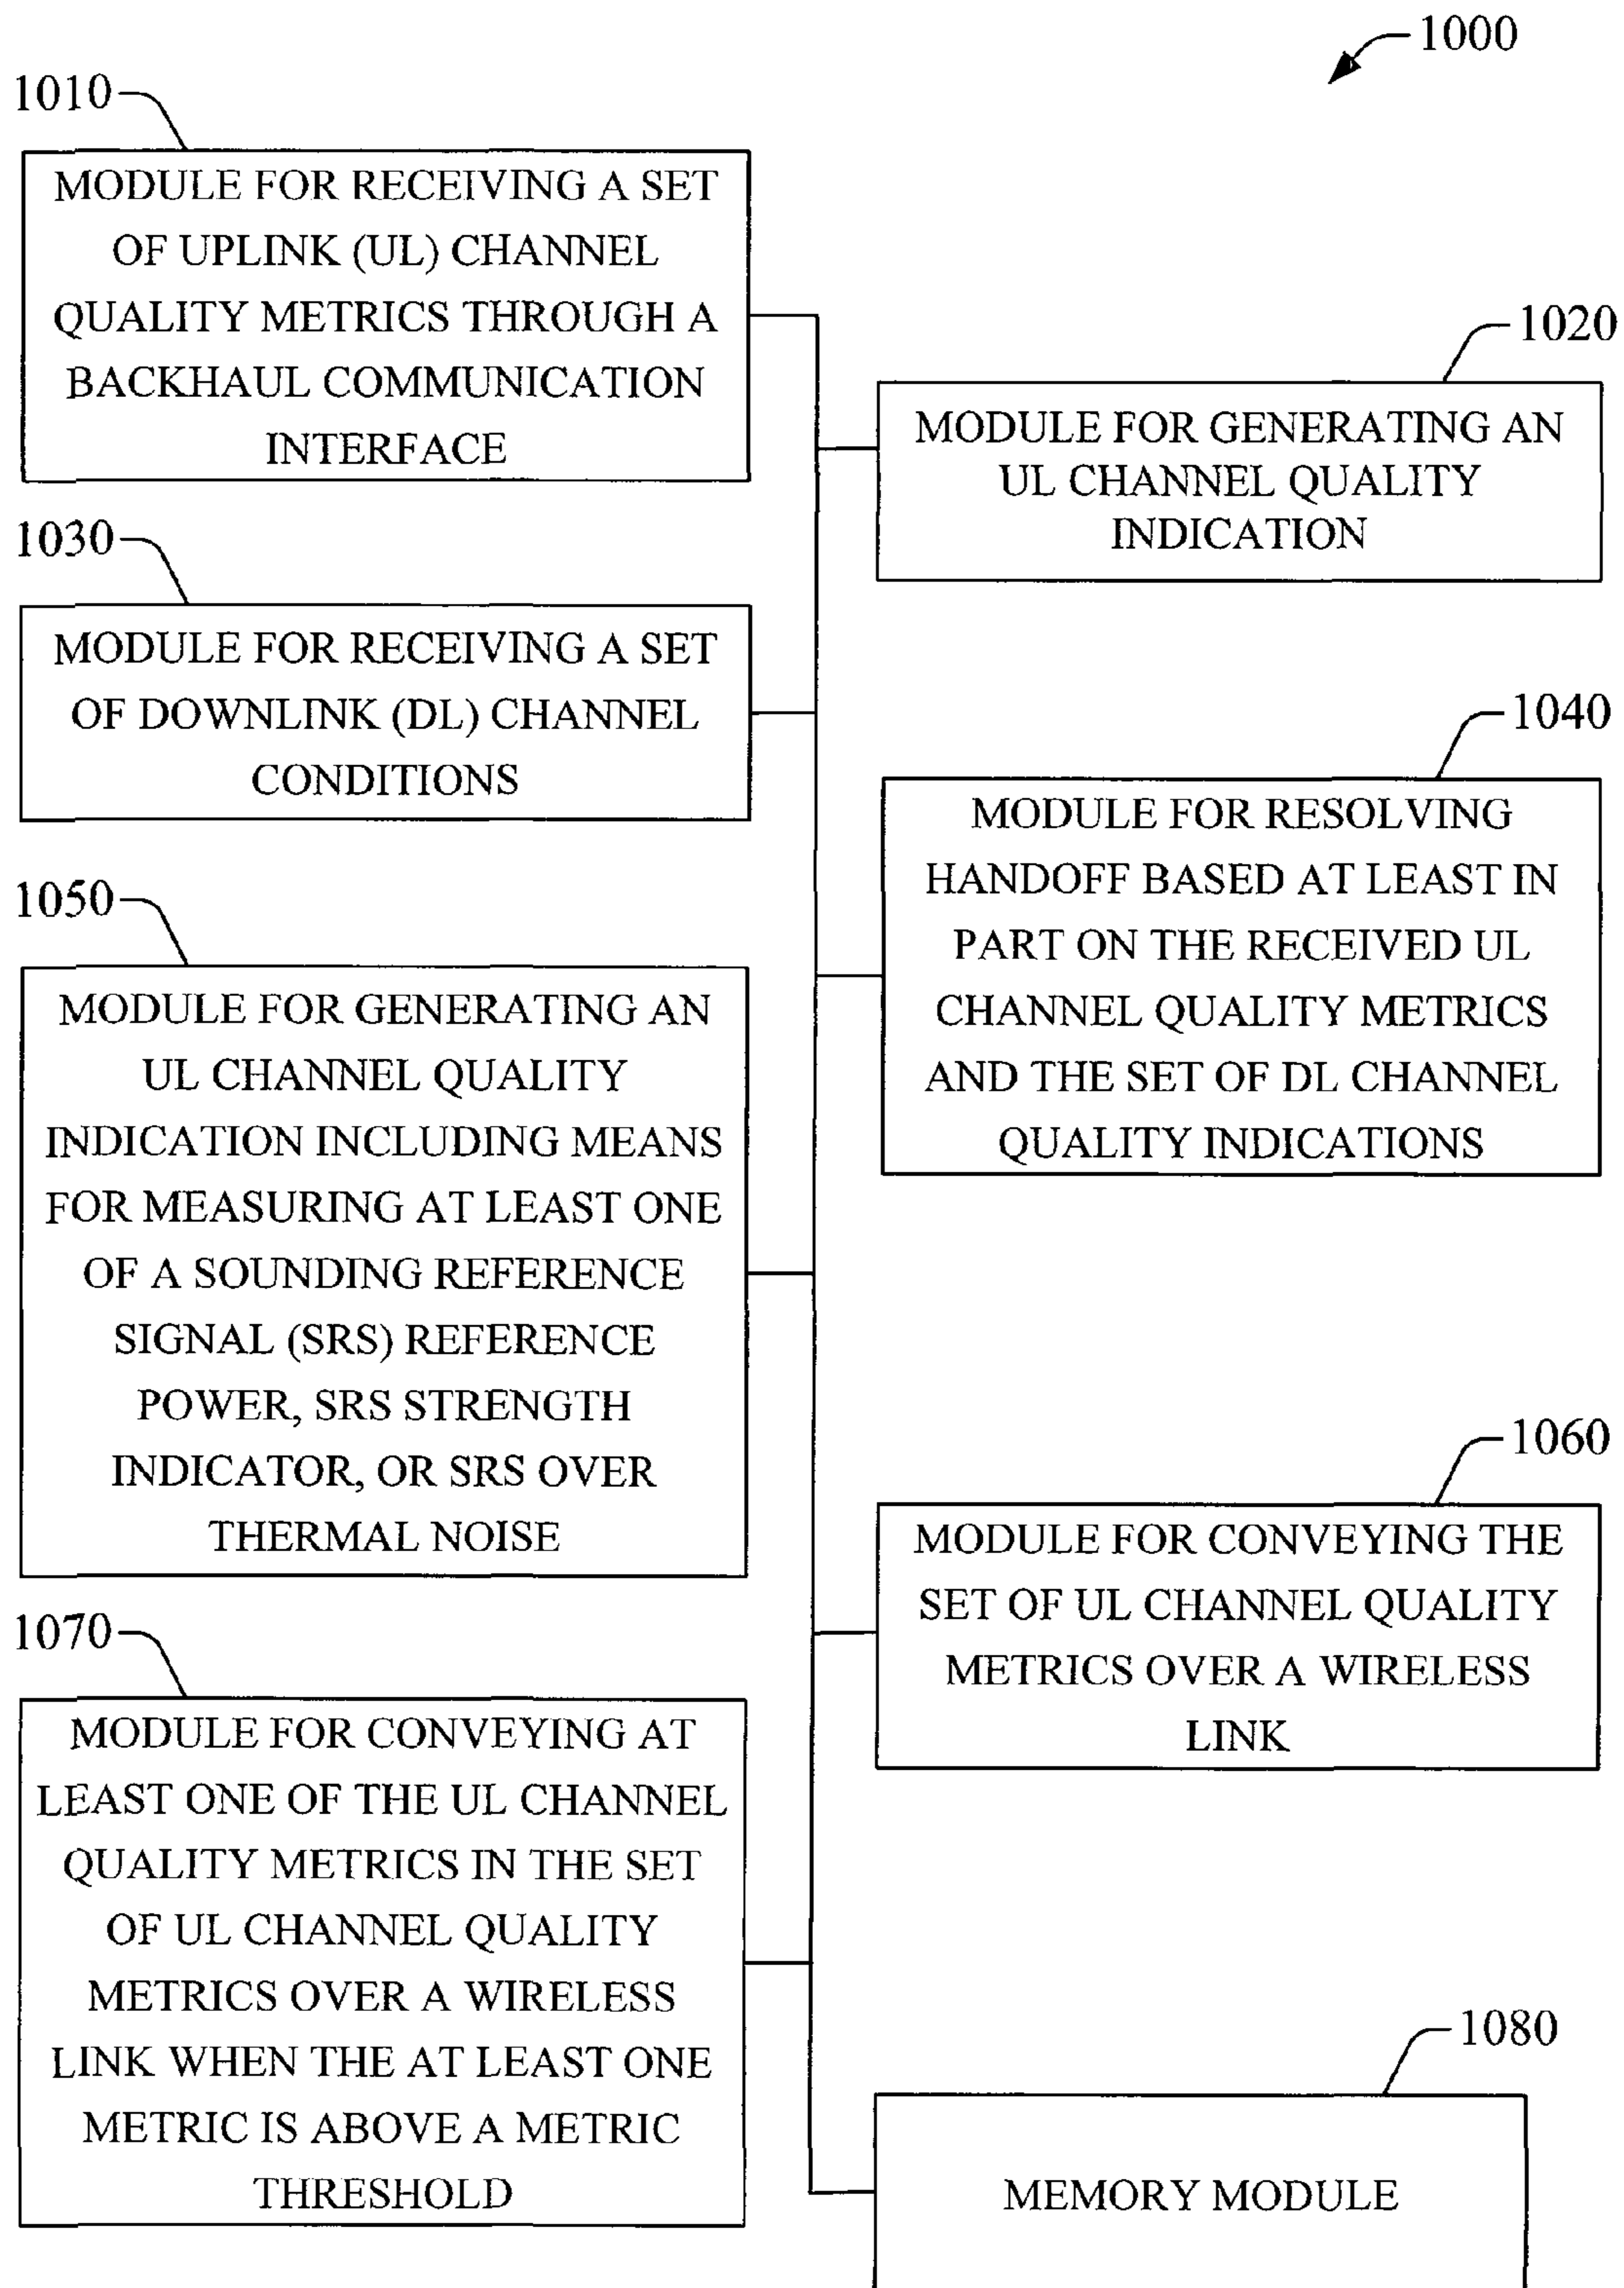 1000
1010
MODULE FOR RECEIVING A SET
OF UPLINK (UL) CHANNEL
QUALITY METRICS THROUGH A
BACKHAUL COMMUNICATION
INTERFACE
1020
MODULE FOR GENERATING AN
UL CHANNEL QUALITY
INDICATION
1030
MODULE FOR RECEIVING A SET
OF DOWNLINK (DL) CHANNEL
CONDITIONS
1040
MODULE FOR RESOLVING
HANDOFF BASED AT LEAST IN
PART ON THE RECEIVED UL
CHANNEL QUALITY METRICS
AND THE SET OF DL CHANNEL
QUALITY INDICATIONS
1050
MODULE FOR GENERATING AN
UL CHANNEL QUALITY
INDICATION INCLUDING MEANS
FOR MEASURING AT LEAST ONE
OF A SOUNDING REFERENCE
SIGNAL (SRS) REFERENCE
POWER, SRS STRENGTH
INDICATOR, OR SRS OVER
THERMAL NOISE
1060
MODULE FOR CONVEYING THE
SET OF UL CHANNEL QUALITY
METRICS OVER A WIRELESS
LINK
1070
MODULE FOR CONVEYING AT
LEAST ONE OF THE UL CHANNEL
QUALITY METRICS IN THE SET
OF UL CHANNEL QUALITY
METRICS OVER A WIRELESS
LINK WHEN THE AT LEAST ONE
METRIC IS ABOVE A METRIC
THRESHOLD
1080
MEMORY MODULE